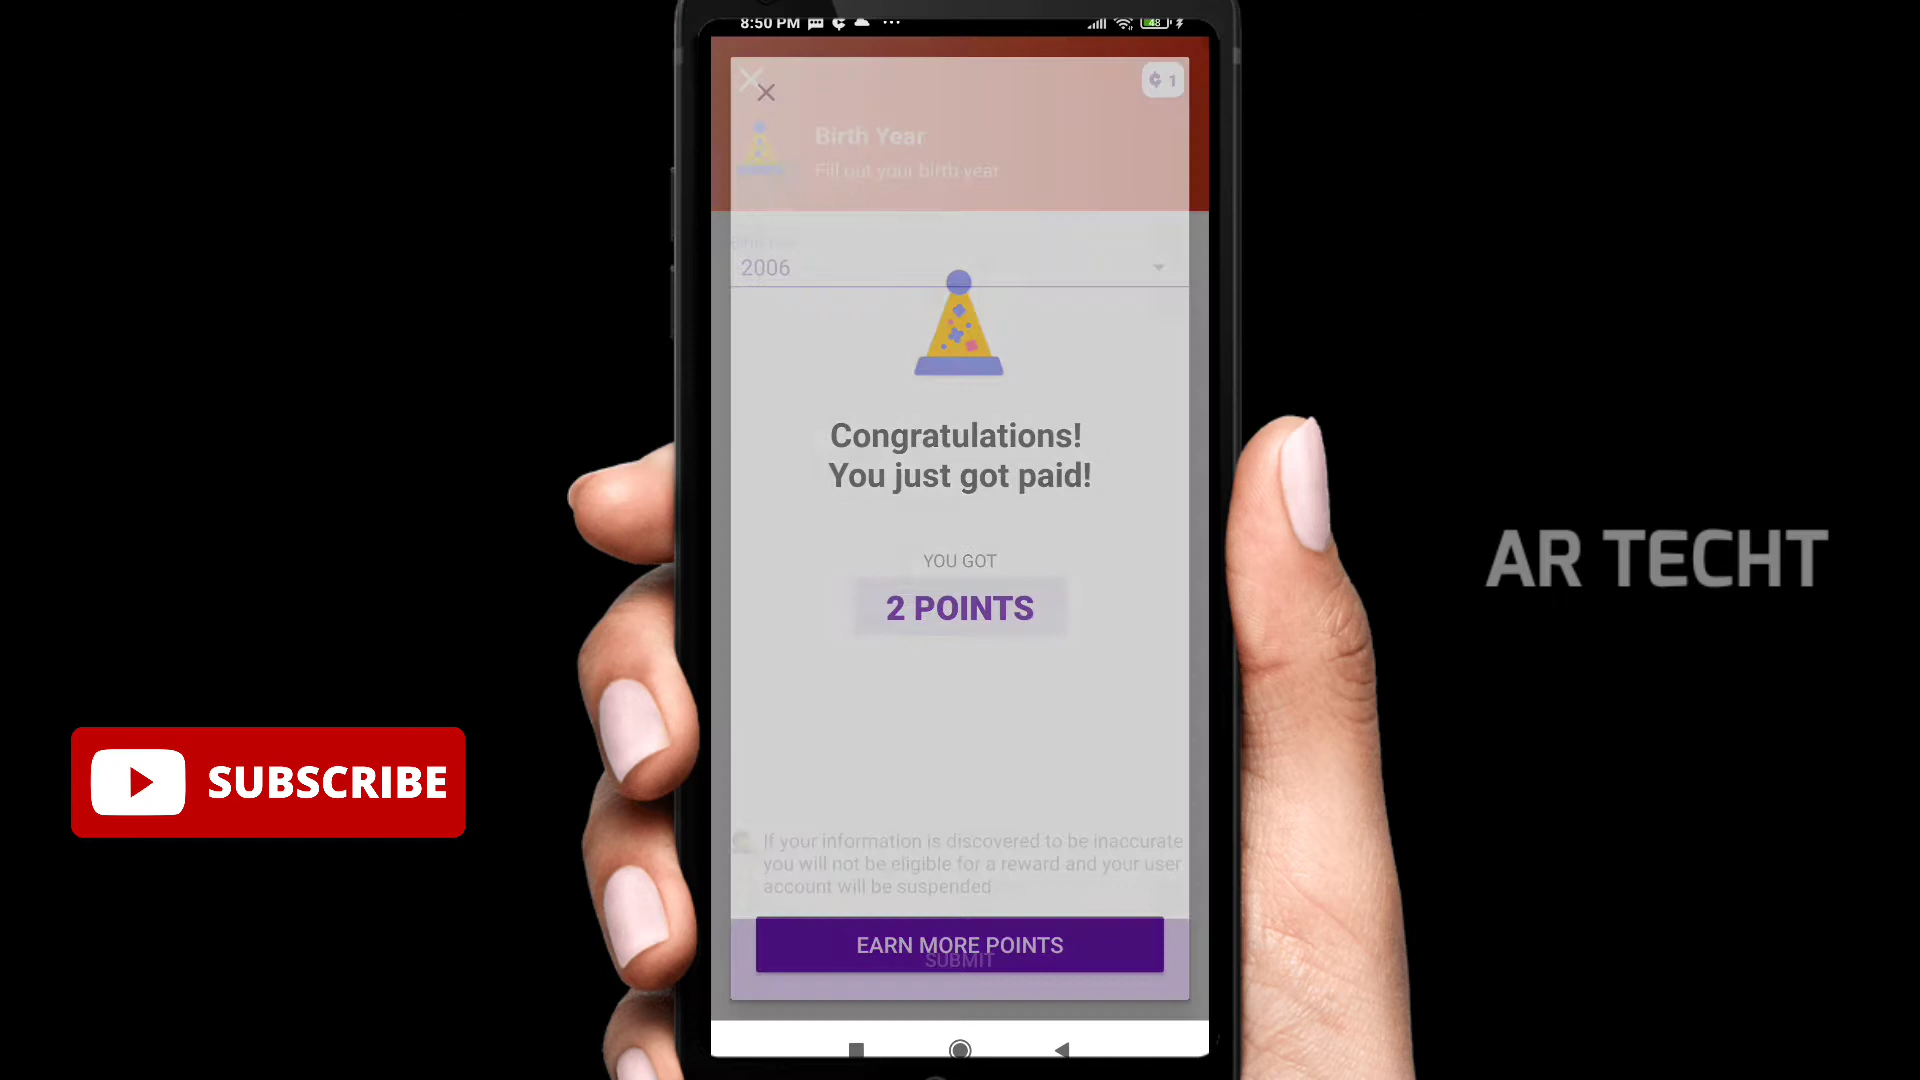 8:50 PM
48
1
Birth Year
Fill out your birth year
2006
Congratulations!
You just got paid!
YOU GOT
2 POINTS
AR TECHT
SUBSCRIBE
If your information is discovered to be inaccurate
you will not be eligible for a reward and your user
account will be suspended
EARN MORE POINTS
SUBMIT